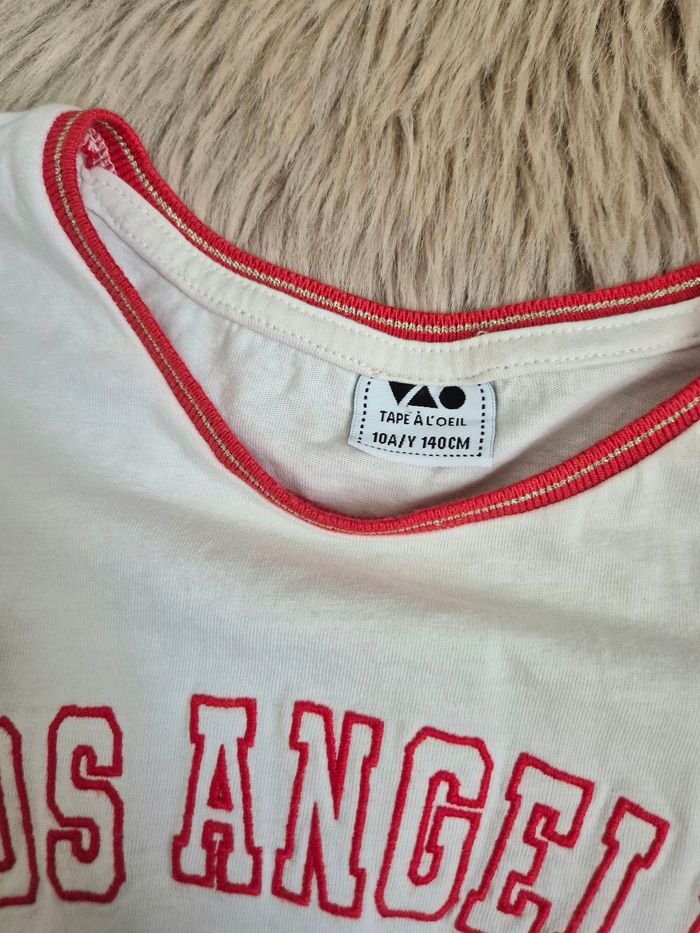 TAPE À L'OEIL
10A/Y 140CM
OS ANGEL